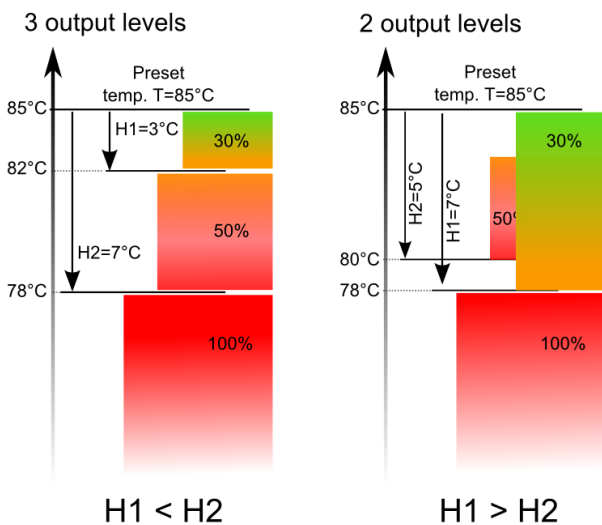 3 output levels
Preset
temp. T=85°C
85°C
H1=3°C
30%
82°C
50%
H2=7°C
78°C
100%
H1 < H2
2 output levels
Preset
temp. T=85°C
85°C
30%
H2=5°C
H1=7°C
50%
80°C
78°C
100%
H1 > H2